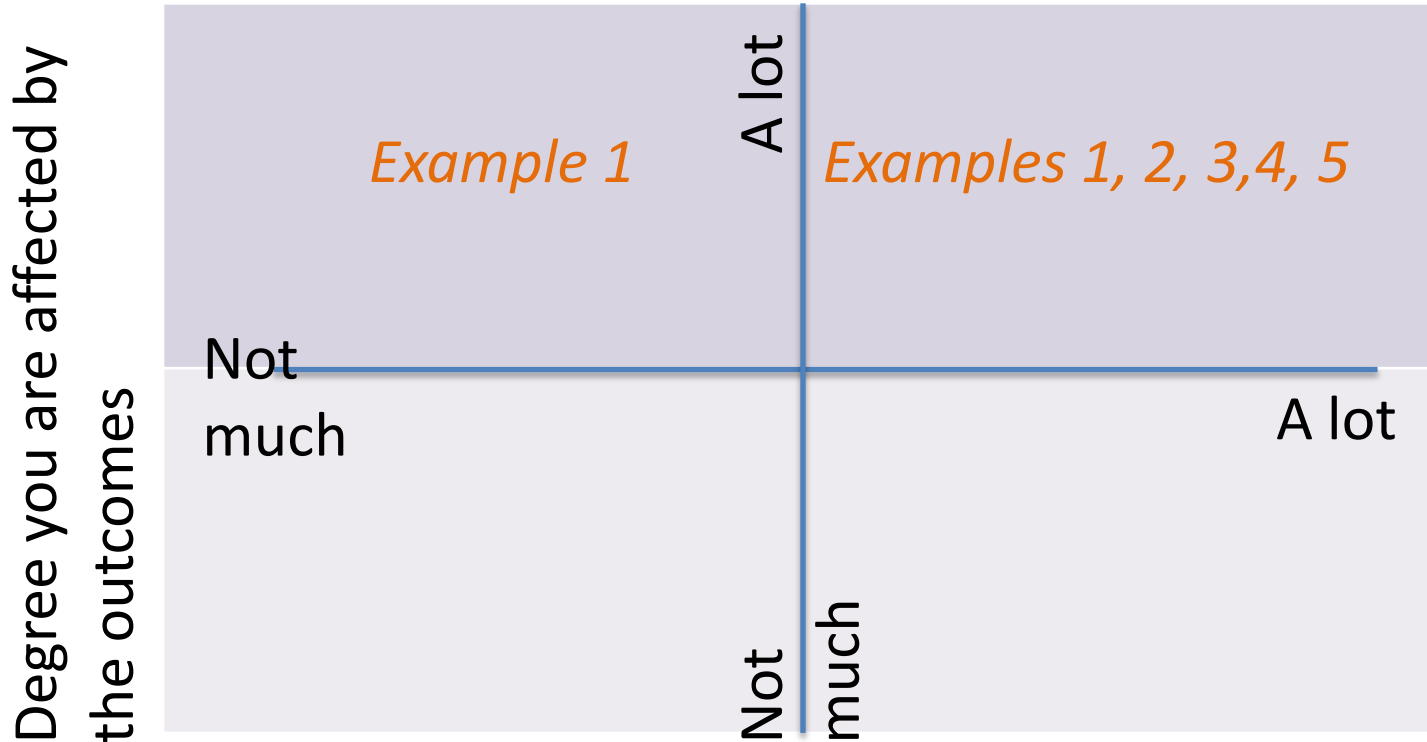 Degree you are affected by
the outcomes
A lot
Example 1
Examples 1, 2, 3,4, 5
Not
much
A lot
Not
much